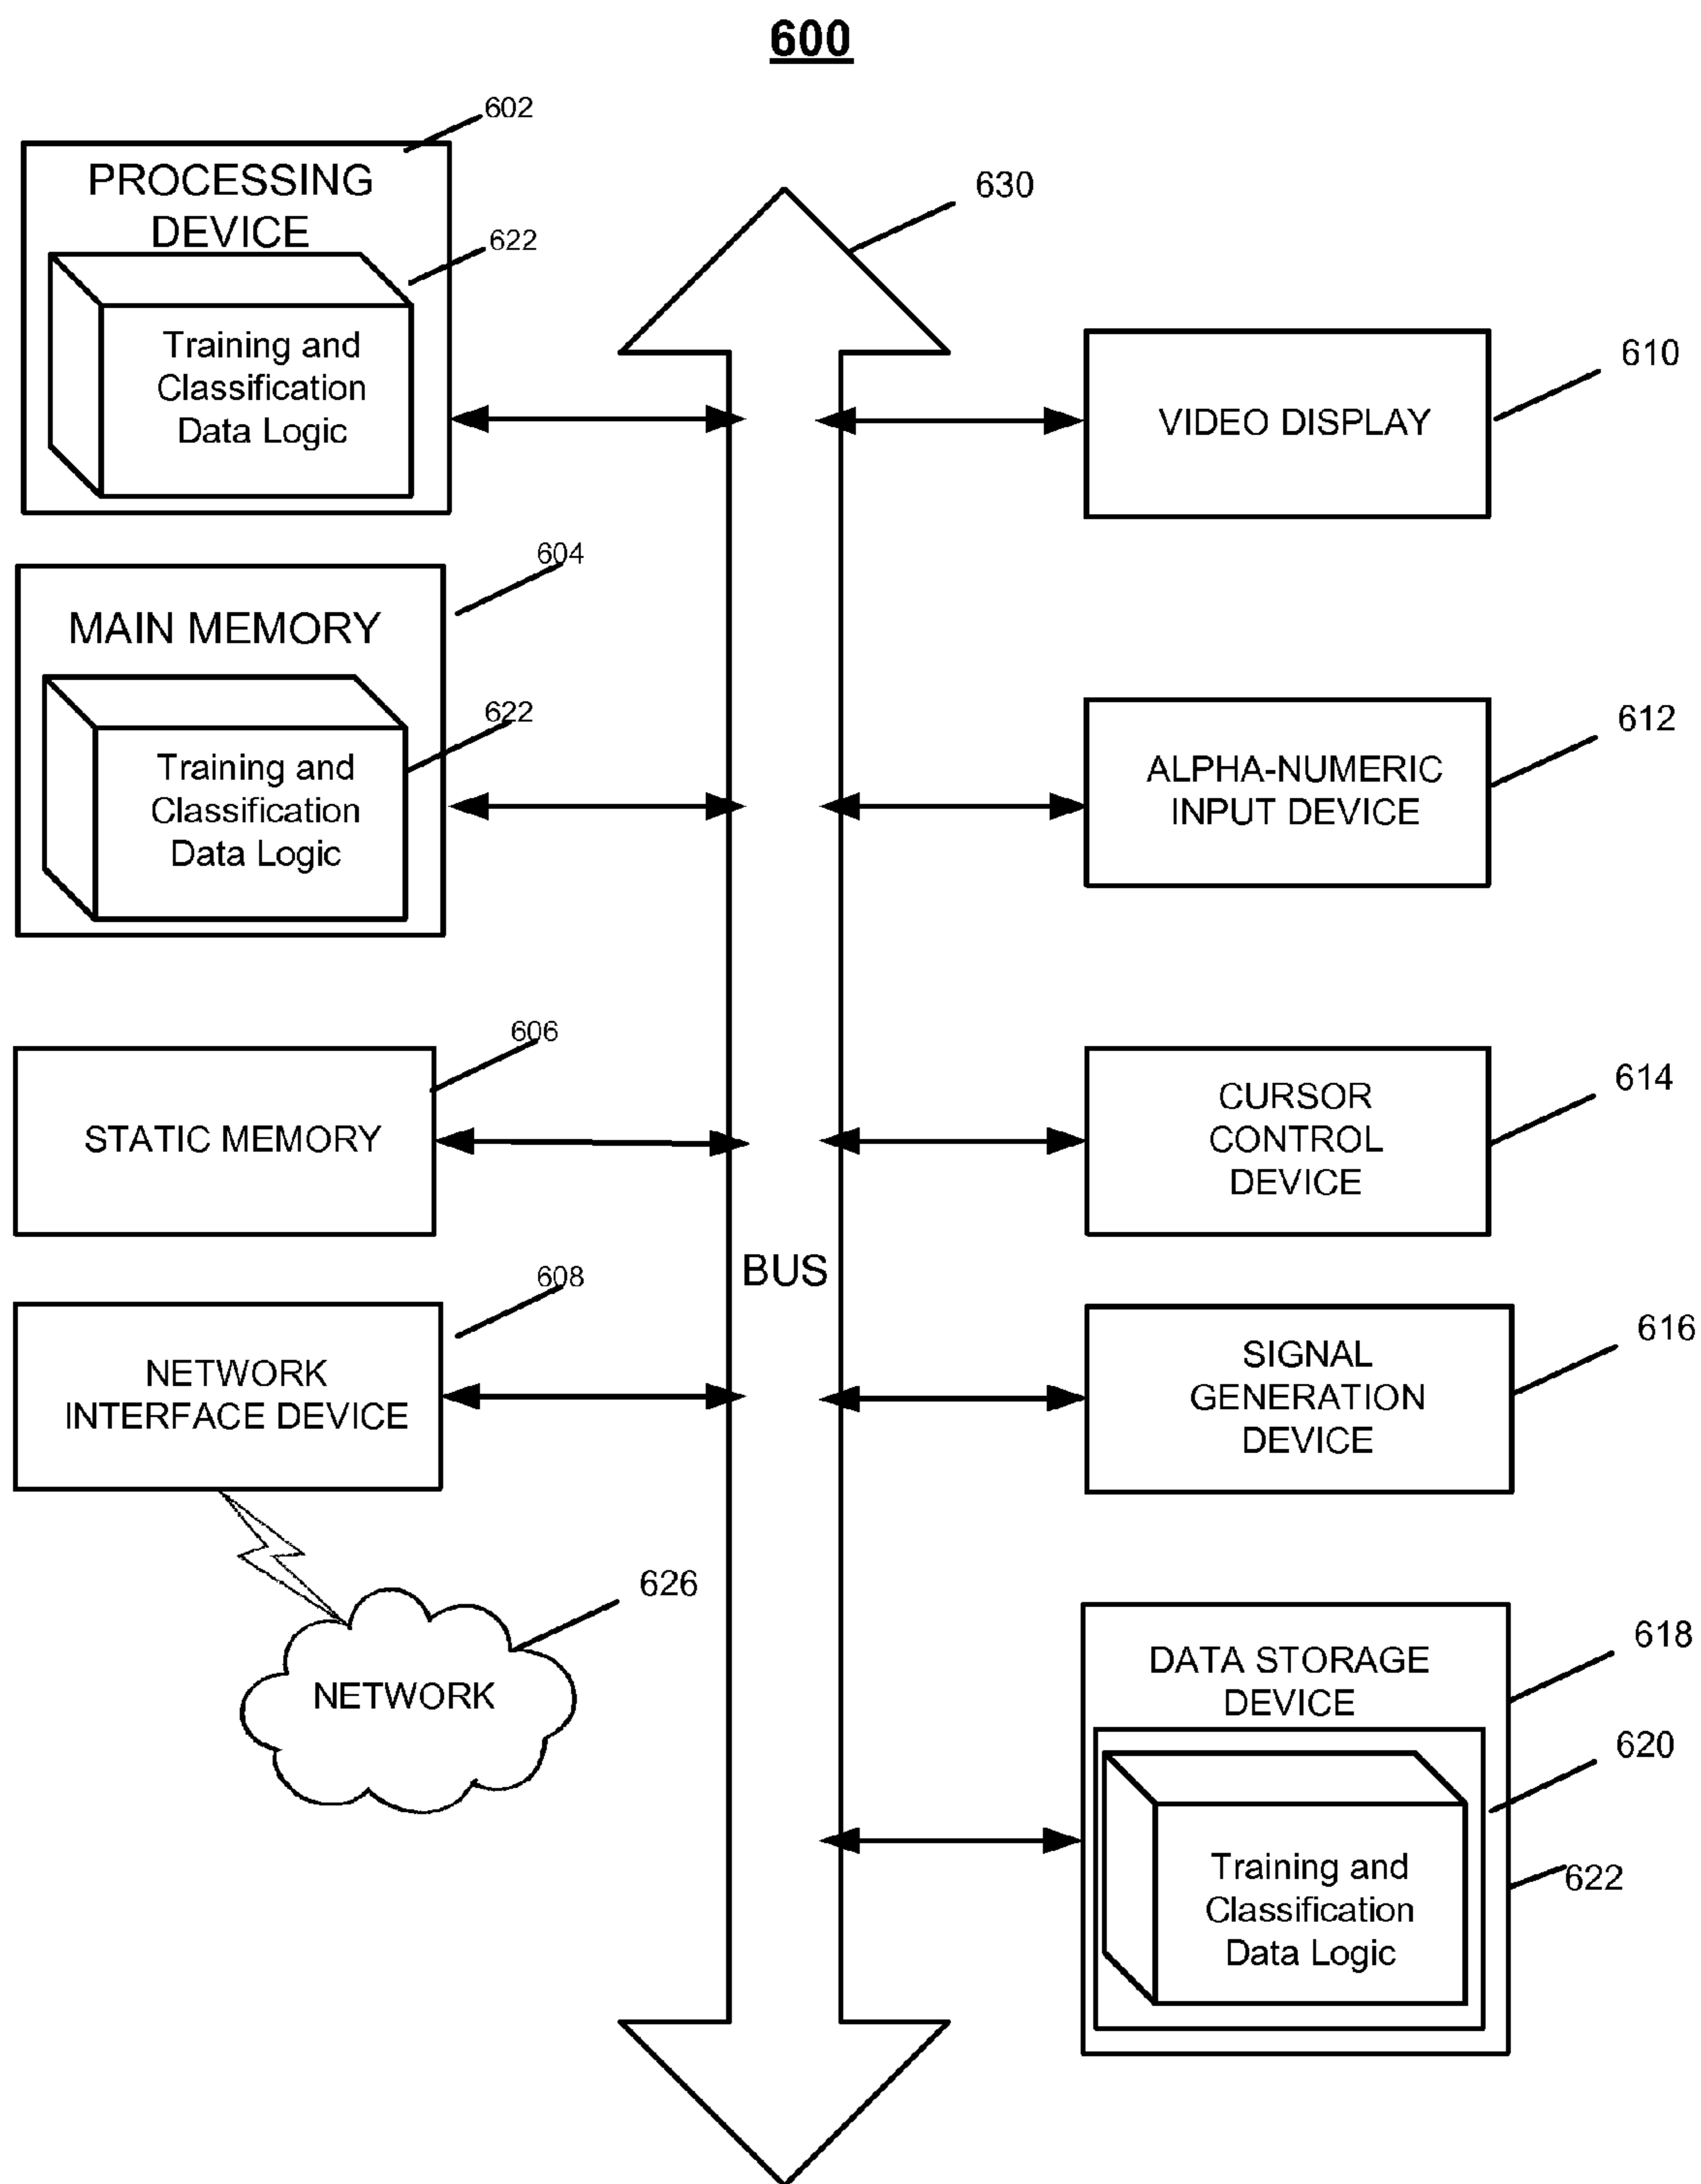 600
602
PROCESSING
DEVICE
622
Training and
Classification
Data Logic
604
MAIN MEMORY
622
Training and
Classification
Data Logic
606
STATIC MEMORY
608
NETWORK
INTERFACE DEVICE
626
NETWORK
630
BUS
610
VIDEO DISPLAY
612
ALPHA-NUMERIC
INPUT DEVICE
614
CURSOR
CONTROL
DEVICE
616
SIGNAL
GENERATION
DEVICE
618
DATA STORAGE
DEVICE
620
622
Training and
Classification
Data Logic